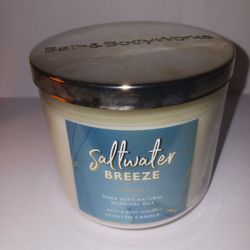 Bath&BodyWorks
Saltwater
BREEZE
MADE WITH NATURAL
ESSENTIAL OILS
BATH & BODY WORKS
SCENTED CANDLE